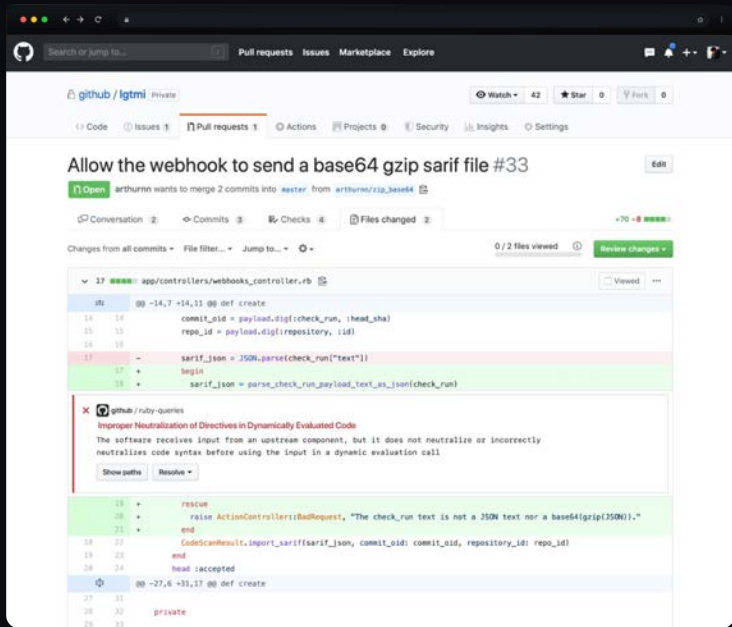 Search or jump to...
Pull requests Issues Marketplace Explore
github / lgtmi Private
Watch 42 Star 0 Fork 0
Code Issues 1 Pull requests 1 Actions Projects 0 Security Insights Settings
Allow the webhook to send a base64 gzip sarif file #33
Edit
Open arthurnn wants to merge 2 commits into master from arthurnn/zip_base64
Conversation 2 Commits 3 Checks 4 Files changed 2
+70 -8
Changes from all commits File filter... Jump to...
0 / 2 files viewed
Review changes
17 app/controllers/webhooks_controller.rb
Viewed
@@ -14,7 +14,11 @@ def create
14 14 commit_oid = payload.dig(:check_run, :head_sha)
15 15 repo_id = payload.dig(:repository, :id)
16 16
17 - sarif_json = JSON.parse(check_run["text"])
17 + begin
18 + sarif_json = parse_check_run_payload_text_as_json(check_run)
github / ruby-queries
Improper Neutralization of Directives in Dynamically Evaluated Code
The software receives input from an upstream component, but it does not neutralize or incorrectly
neutralizes code syntax before using the input in a dynamic evaluation call
Show paths Resolve
19 + rescue
20 + raise ActionController::BadRequest, "The check_run text is not a JSON text nor a base64(gzip(JSON))."
21 + end
18 22 CodeScanResult.import_sarif(sarif_json, commit_oid: commit_oid, repository_id: repo_id)
19 23 end
20 24 head :accepted
@@ -27,6 +31,17 @@ def create
27 31
28 32 private
29 33